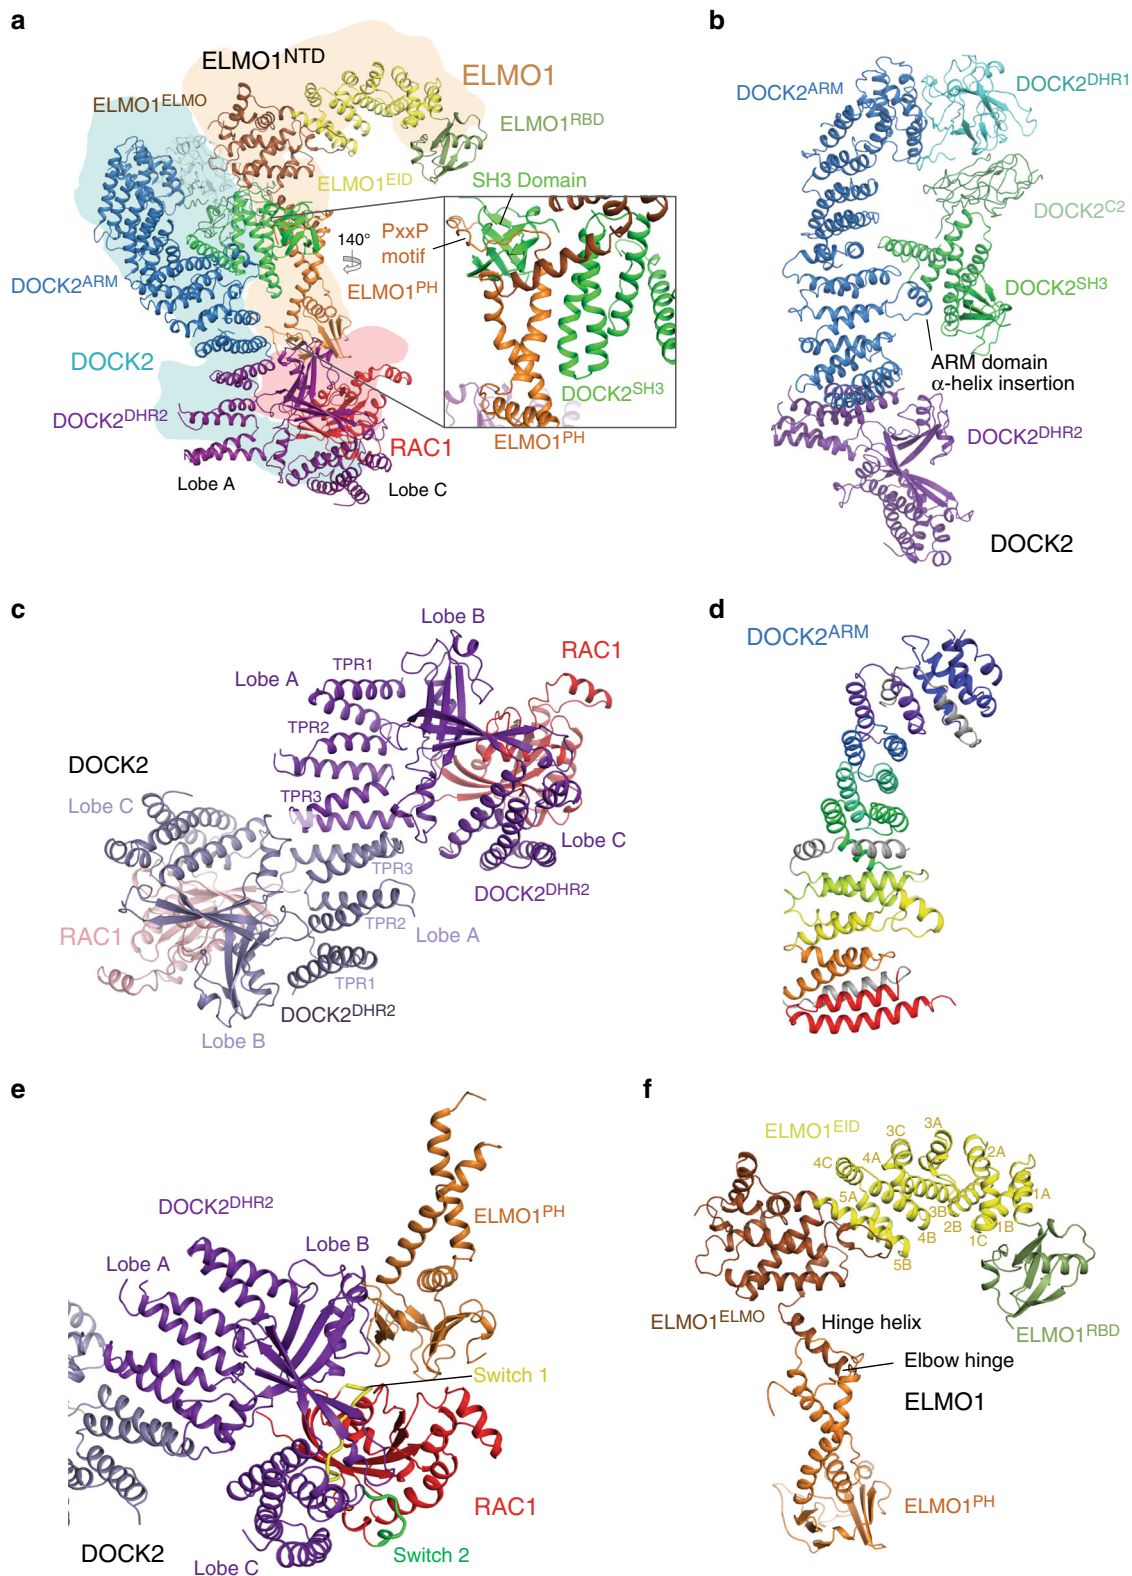 a
ELMO1NTD
ELMO1
ELMO1ELMO
ELMO1RBD
ELMO1EID
SH3 Domain
PxxP
motif
140°
DOCK2ARM
ELMO1PH
DOCK2
DOCK2SH3
DOCK2DHR2
ELMO1PH
RAC1
Lobe A
Lobe C
b
DOCK2ARM
DOCK2DHR1
DOCK2C2
DOCK2SH3
ARM domain
α-helix insertion
DOCK2DHR2
DOCK2
c
Lobe B
RAC1
TPR1
Lobe A
TPR2
DOCK2
TPR3
Lobe C
Lobe C
TPR3
DOCK2DHR2
TPR2
RAC1
Lobe A
TPR1
DOCK2DHR2
Lobe B
d
DOCK2ARM
e
DOCK2DHR2
ELMO1PH
Lobe B
Lobe A
Switch 1
RAC1
Switch 2
DOCK2
Lobe C
f
ELMO1EID
3C
3A
4A
2A
4C
5A
1A
3B
2B
1B
4B
1C
5B
ELMO1ELMO
Hinge helix
ELMO1RBD
Elbow hinge
ELMO1
ELMO1PH